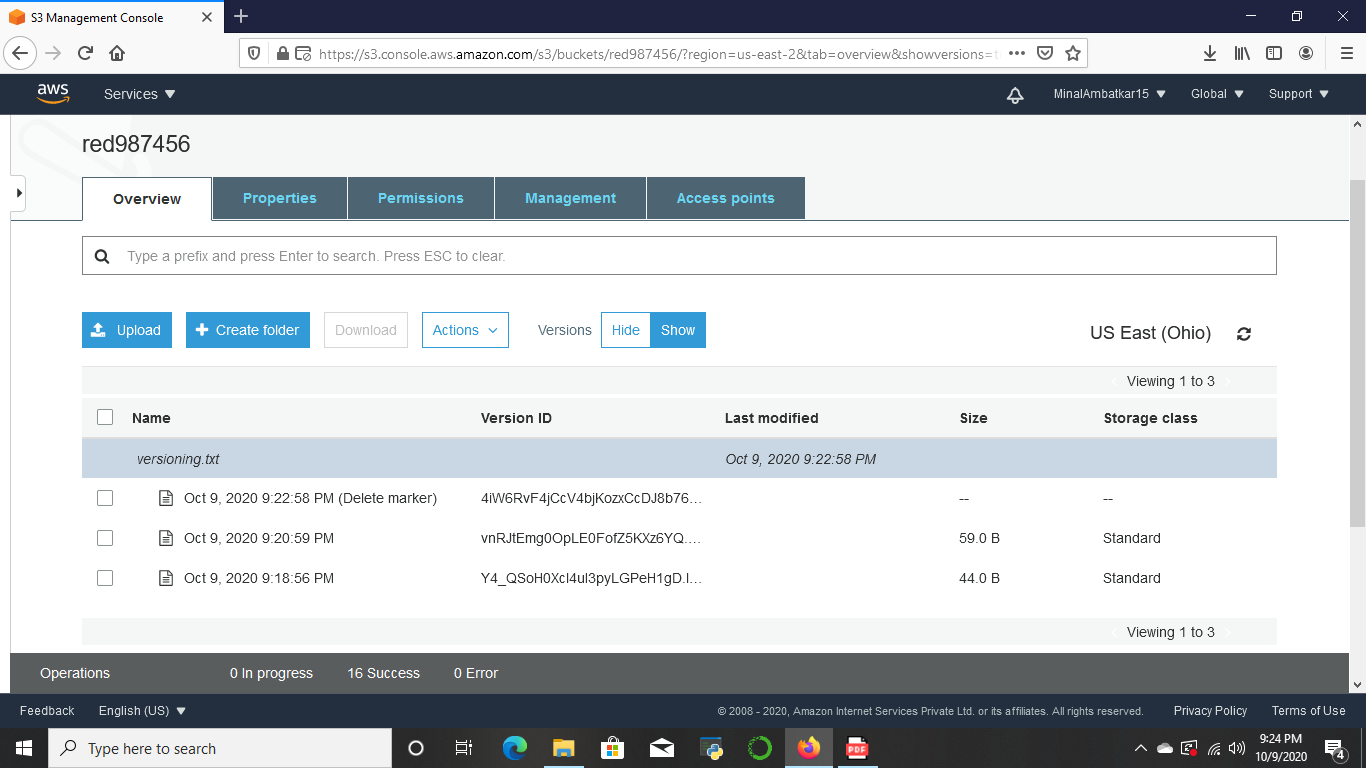 S3 Management Console
https://s3.console.aws.amazon.com/s3/buckets/red987456/?region=us-east-2&tab=overview&showversions=t
aws Services MinalAmbatkar15 Global Support
red987456
Overview Properties Permissions Management Access points
Type a prefix and press Enter to search. Press ESC to clear.
Upload Create folder Download Actions Versions Hide Show US East (Ohio)
Viewing 1 to 3
Name Version ID Last modified Size Storage class
versioning.txt Oct 9, 2020 9:22:58 PM
Oct 9, 2020 9:22:58 PM (Delete marker) 4iW6RvF4jCcV4bjKozxCcDJ8b76... -- --
Oct 9, 2020 9:20:59 PM vnRJtEmg0OpLE0FofZ5KXz6YQ.... 59.0 B Standard
Oct 9, 2020 9:18:56 PM Y4_QSoH0Xcl4ul3pyLGPeH1gD.l... 44.0 B Standard
Viewing 1 to 3
Operations 0 In progress 16 Success 0 Error
Feedback English (US) © 2008 - 2020, Amazon Internet Services Private Ltd. or its affiliates. All rights reserved. Privacy Policy Terms of Use
Type here to search PDF 9:24 PM
10/9/2020 4